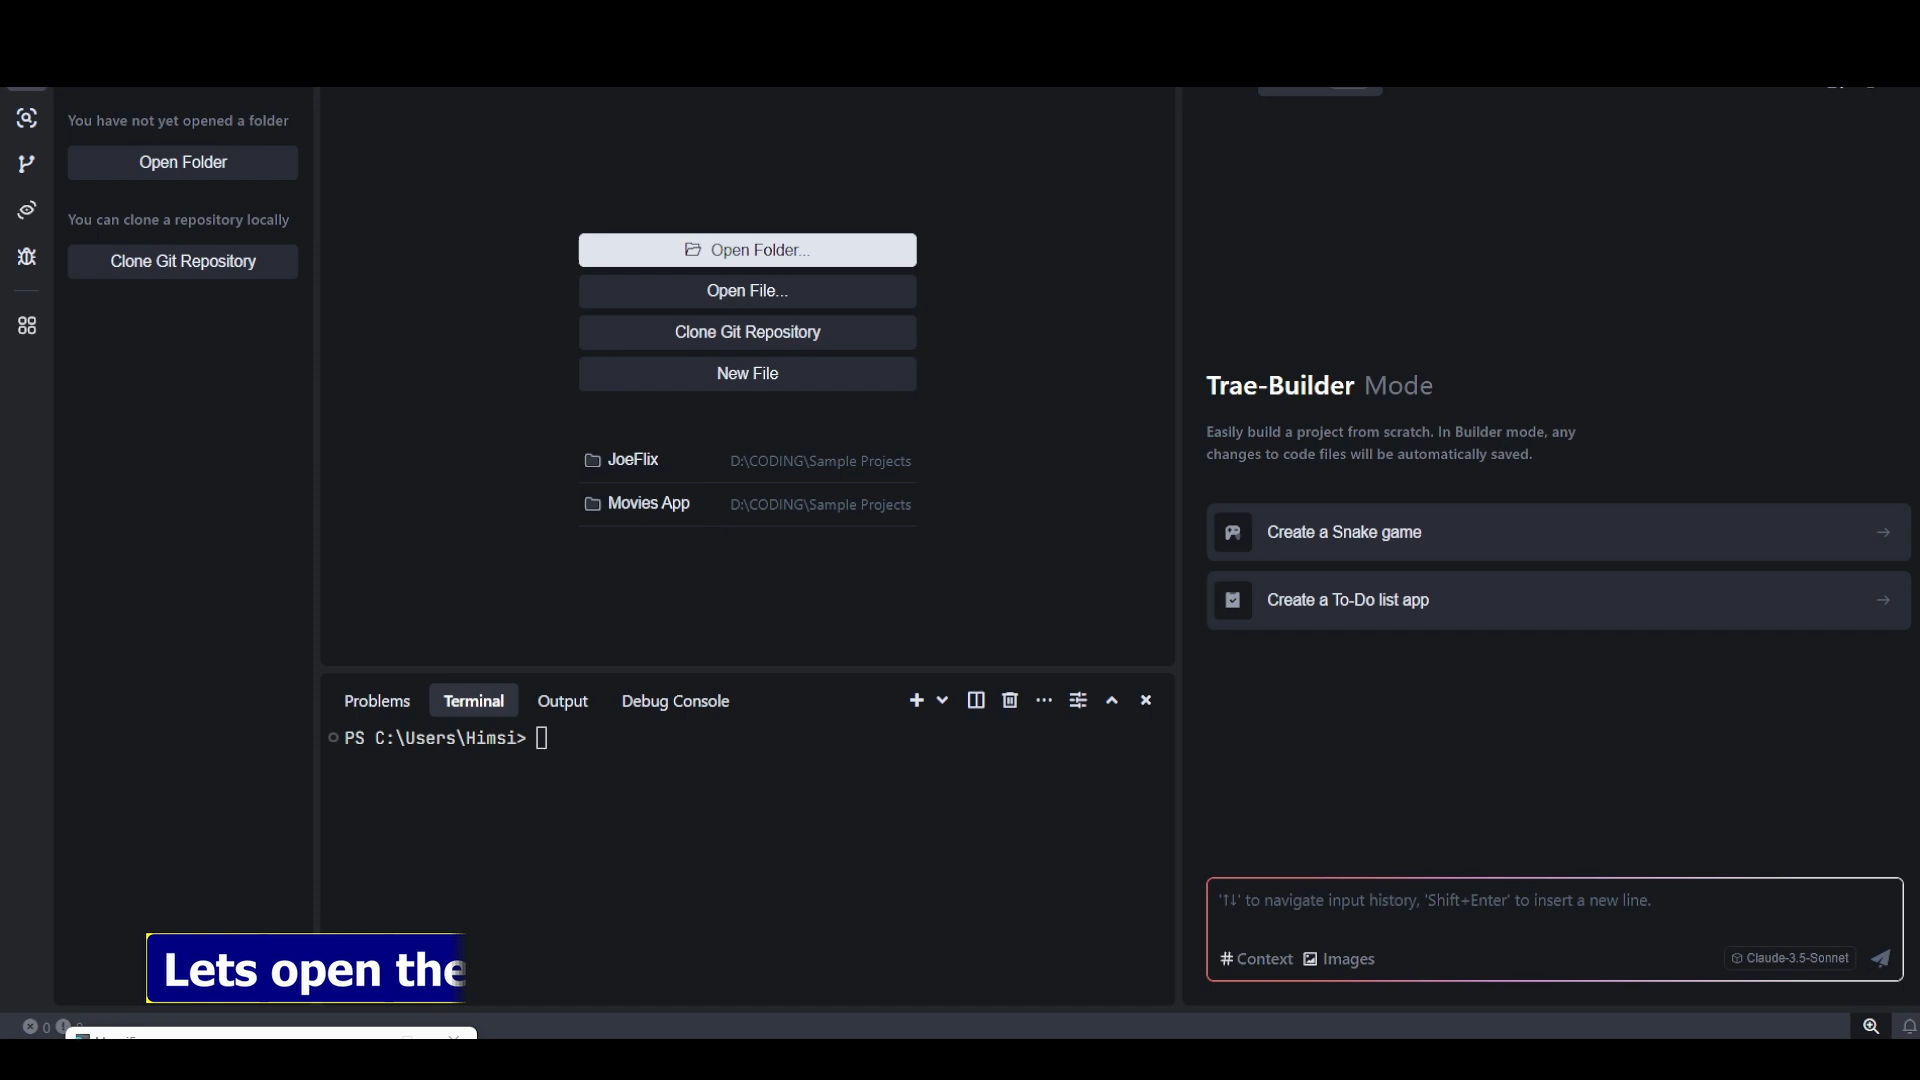 You have not yet opened a folder
Open Folder
You can clone a repository locally
Clone Git Repository
Open Folder...
Open File...
Clone Git Repository
New File
JoeFlix D:\CODING\Sample Projects
Movies App D:\CODING\Sample Projects
Problems Terminal Output Debug Console
PS C:\Users\Himsi>
Trae-Builder Mode
Easily build a project from scratch. In Builder mode, any
changes to code files will be automatically saved.
Create a Snake game
Create a To-Do list app
'↑↓' to navigate input history, 'Shift+Enter' to insert a new line.
# Context Images Claude-3.5-Sonnet
Lets open the
0